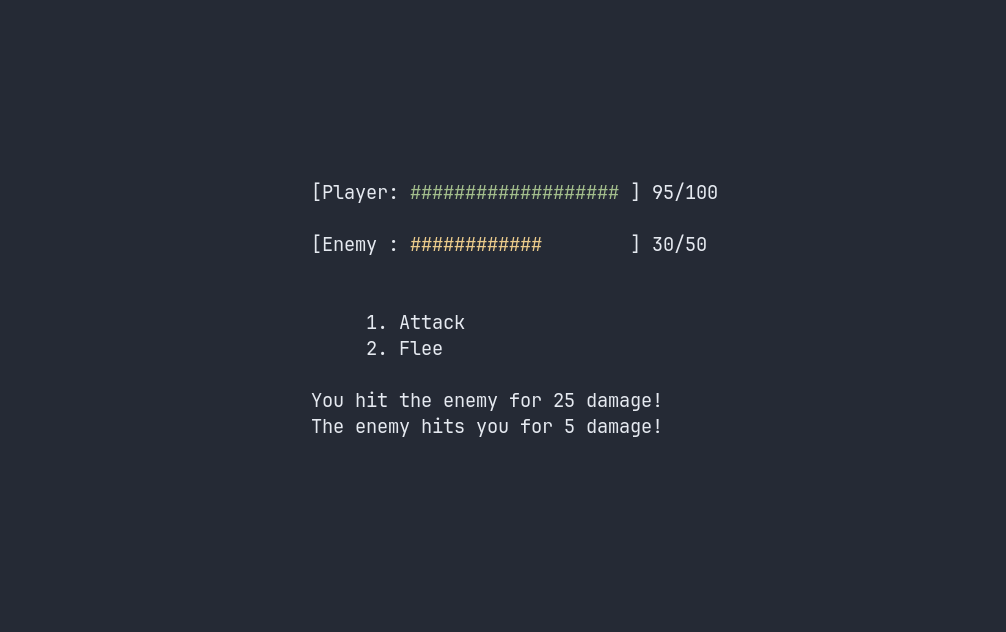 [Player: ################### ] 95/100
[Enemy : ############        ] 30/50
1. Attack
2. Flee
You hit the enemy for 25 damage!
The enemy hits you for 5 damage!